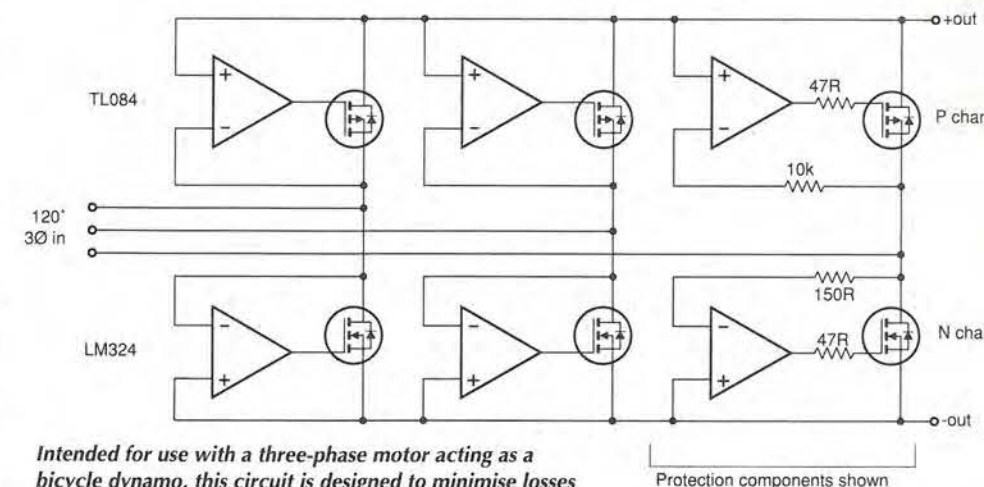 +out
TL084
+
-
+
-
+
-
47R
P chan
10k
120°
3Ø in
150R
LM324
-
+
-
+
-
+
47R
N cha
-out
Intended for use with a three-phase motor acting as a
bicycle dynamo, this circuit is designed to minimise losses
Protection components shown